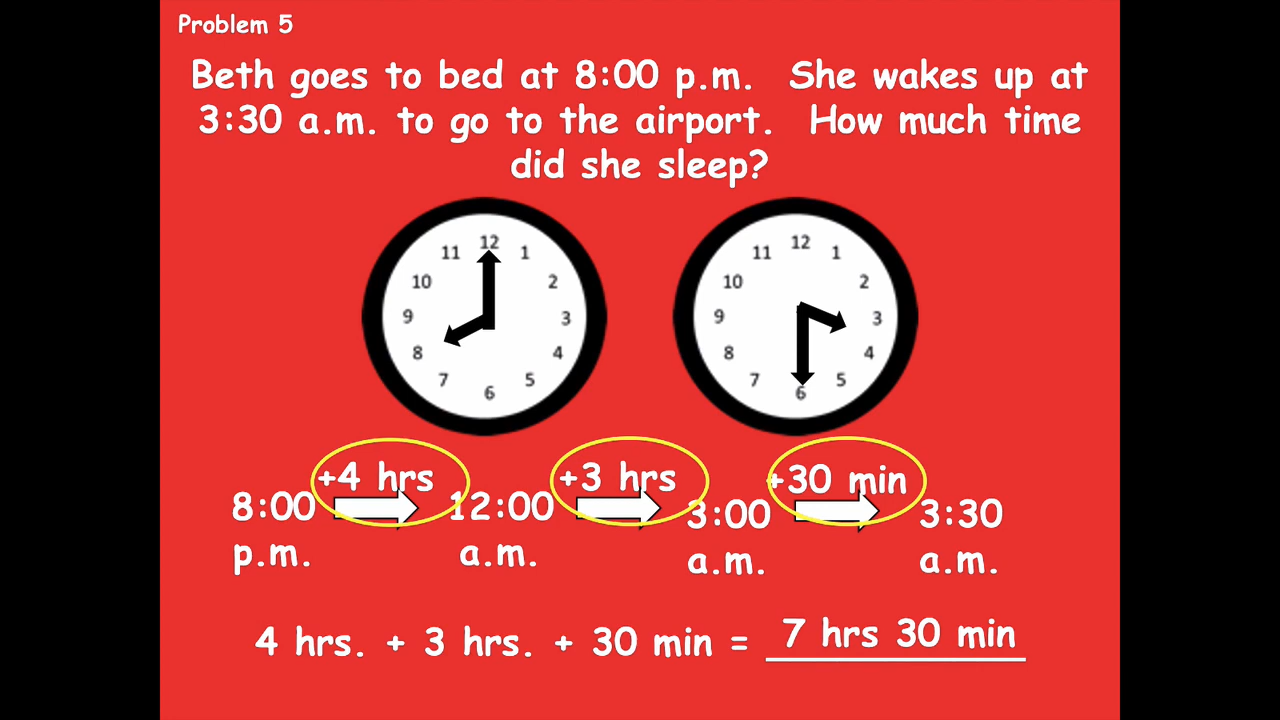 Problem 5
Beth goes to bed at 8:00 p.m. She wakes up at
3:30 a.m. to go to the airport. How much time
did she sleep?
12
11 1
10 2
9 3
8 4
7 5
6
12
11 1
10 2
9 3
8 4
7 5
6
+4 hrs +3 hrs +30 min
8:00 12:00 3:00 3:30
p.m. a.m. a.m. a.m.
4 hrs. + 3 hrs. + 30 min = 7 hrs 30 min